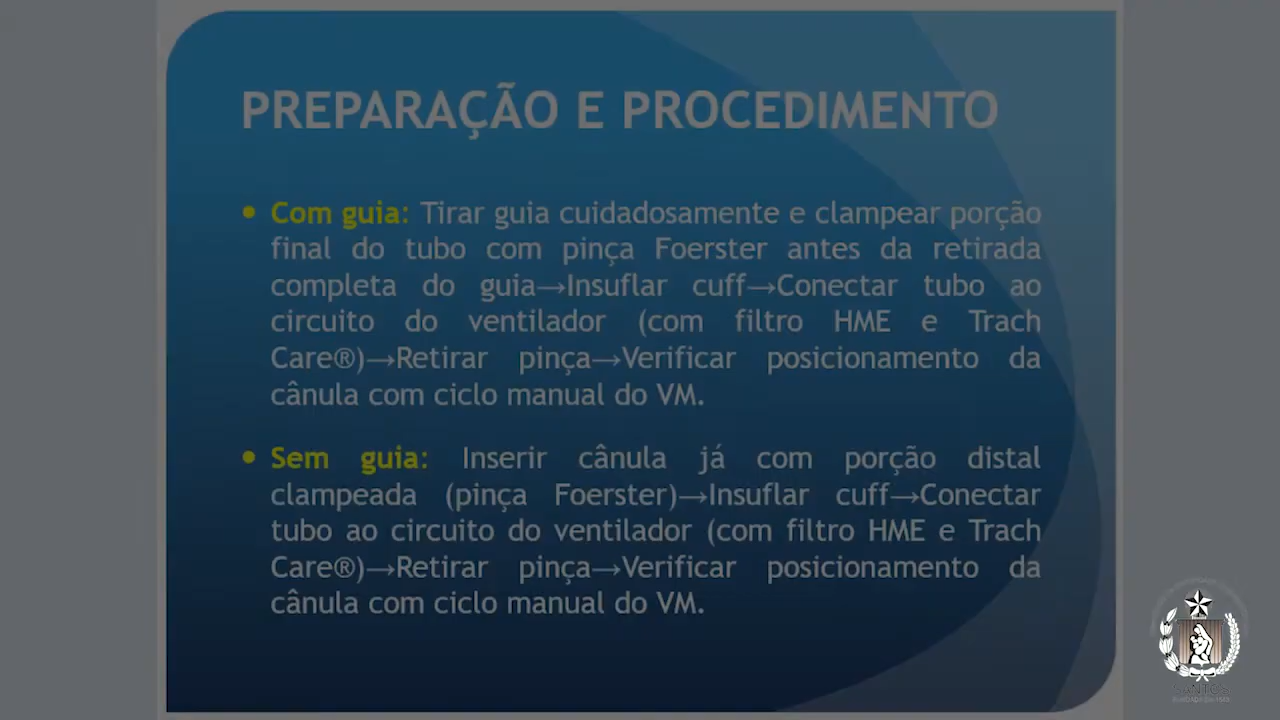 PREPARAÇÃO E PROCEDIMENTO
• Com guia: Tirar guia cuidadosamente e clampear porção
final do tubo com pinça Foerster antes da retirada
completa do guia→Insuflar cuff→Conectar tubo ao
circuito do ventilador (com filtro HME e Trach
Care®)→Retirar pinça→Verificar posicionamento da
cânula com ciclo manual do VM.
• Sem guia: Inserir cânula já com porção distal
clampeada (pinça Foerster)→Insuflar cuff→Conectar
tubo ao circuito do ventilador (com filtro HME e Trach
Care®)→Retirar pinça→Verificar posicionamento da
cânula com ciclo manual do VM.
SANTOS